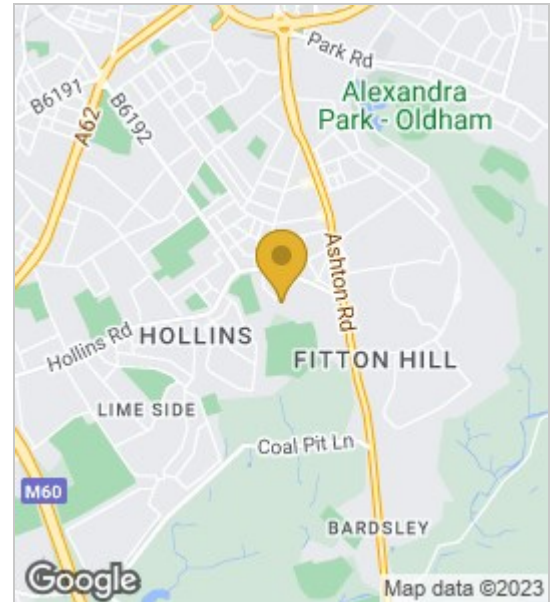 Park Rd
B6191
A62
B6192
Alexandra
Park - Oldham
Ashton Rd
HOLLINS
Hollins Rd
FITTON HILL
LIME SIDE
Coal Pit Ln
M60
BARDSLEY
Google
Map data ©2023